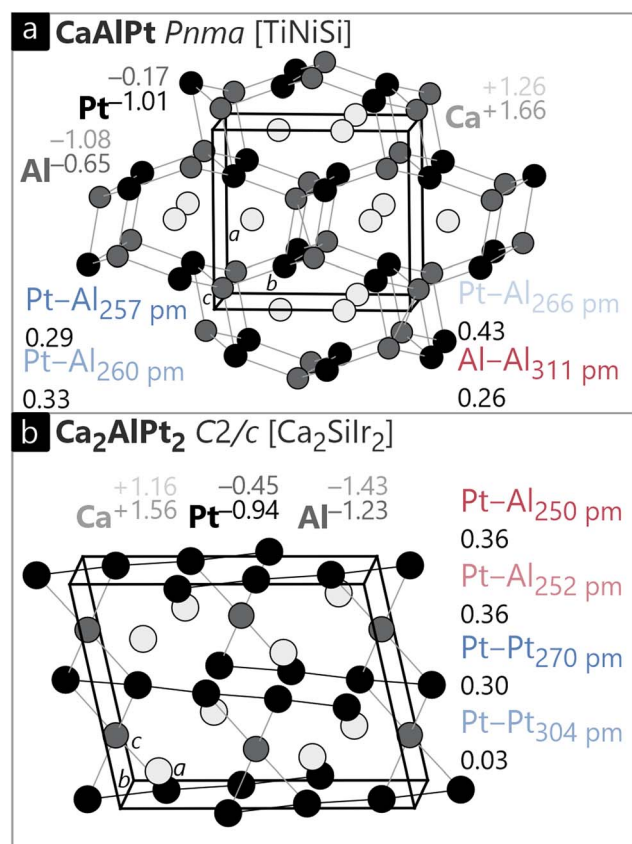 a CaAlPt Pnma [TiNiSi]
−0.17
Pt−1.01
+1.26
Ca+1.66
−1.08
Al−0.65
a
b
c
Pt–Al257 pm
0.29
Pt–Al260 pm
0.33
Pt–Al266 pm
0.43
Al–Al311 pm
0.26
b Ca₂AlPt₂ C2/c [Ca₂SiIr₂]
+1.16
Ca+1.56
−0.45
Pt−0.94
−1.43
Al−1.23
Pt–Al250 pm
0.36
Pt–Al252 pm
0.36
Pt–Pt270 pm
0.30
Pt–Pt304 pm
0.03
c
b
a